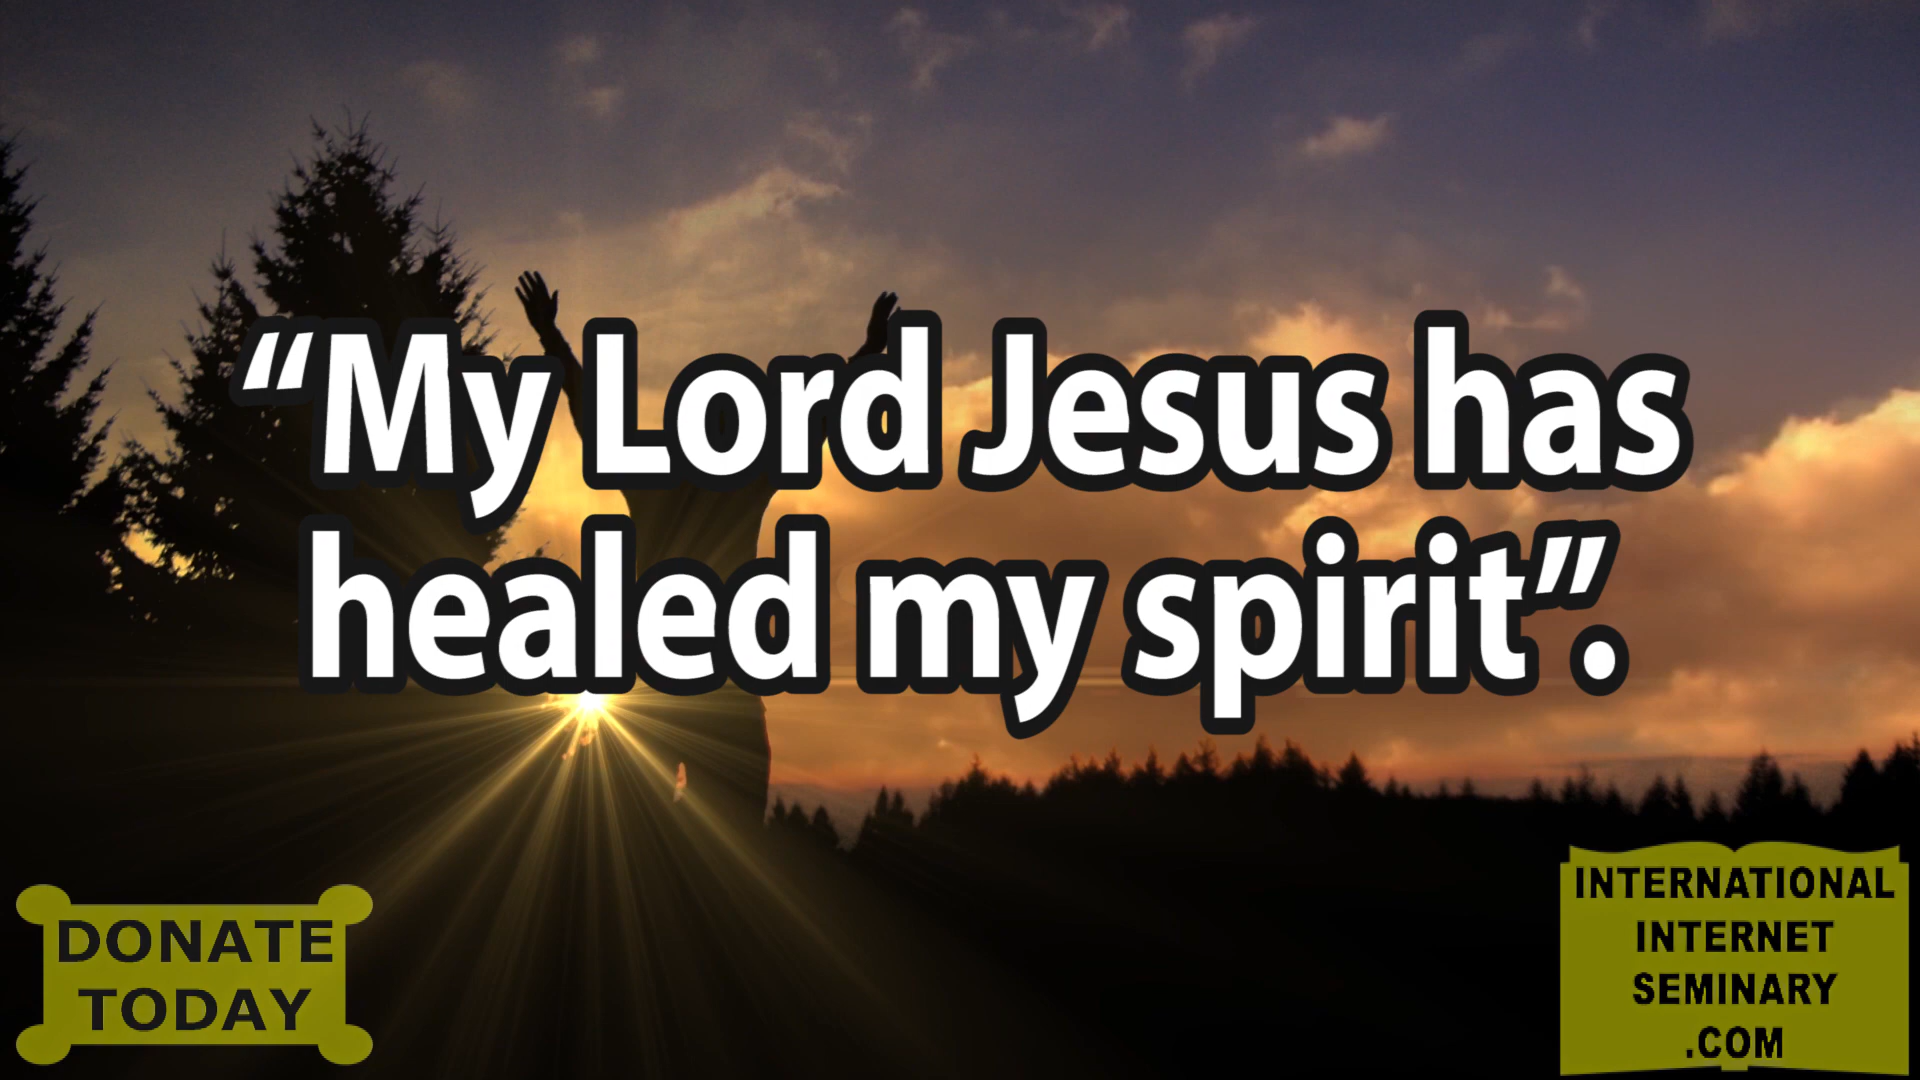 “My Lord Jesus has
healed my spirit”.
DONATE
TODAY
INTERNATIONAL
INTERNET
SEMINARY
.COM